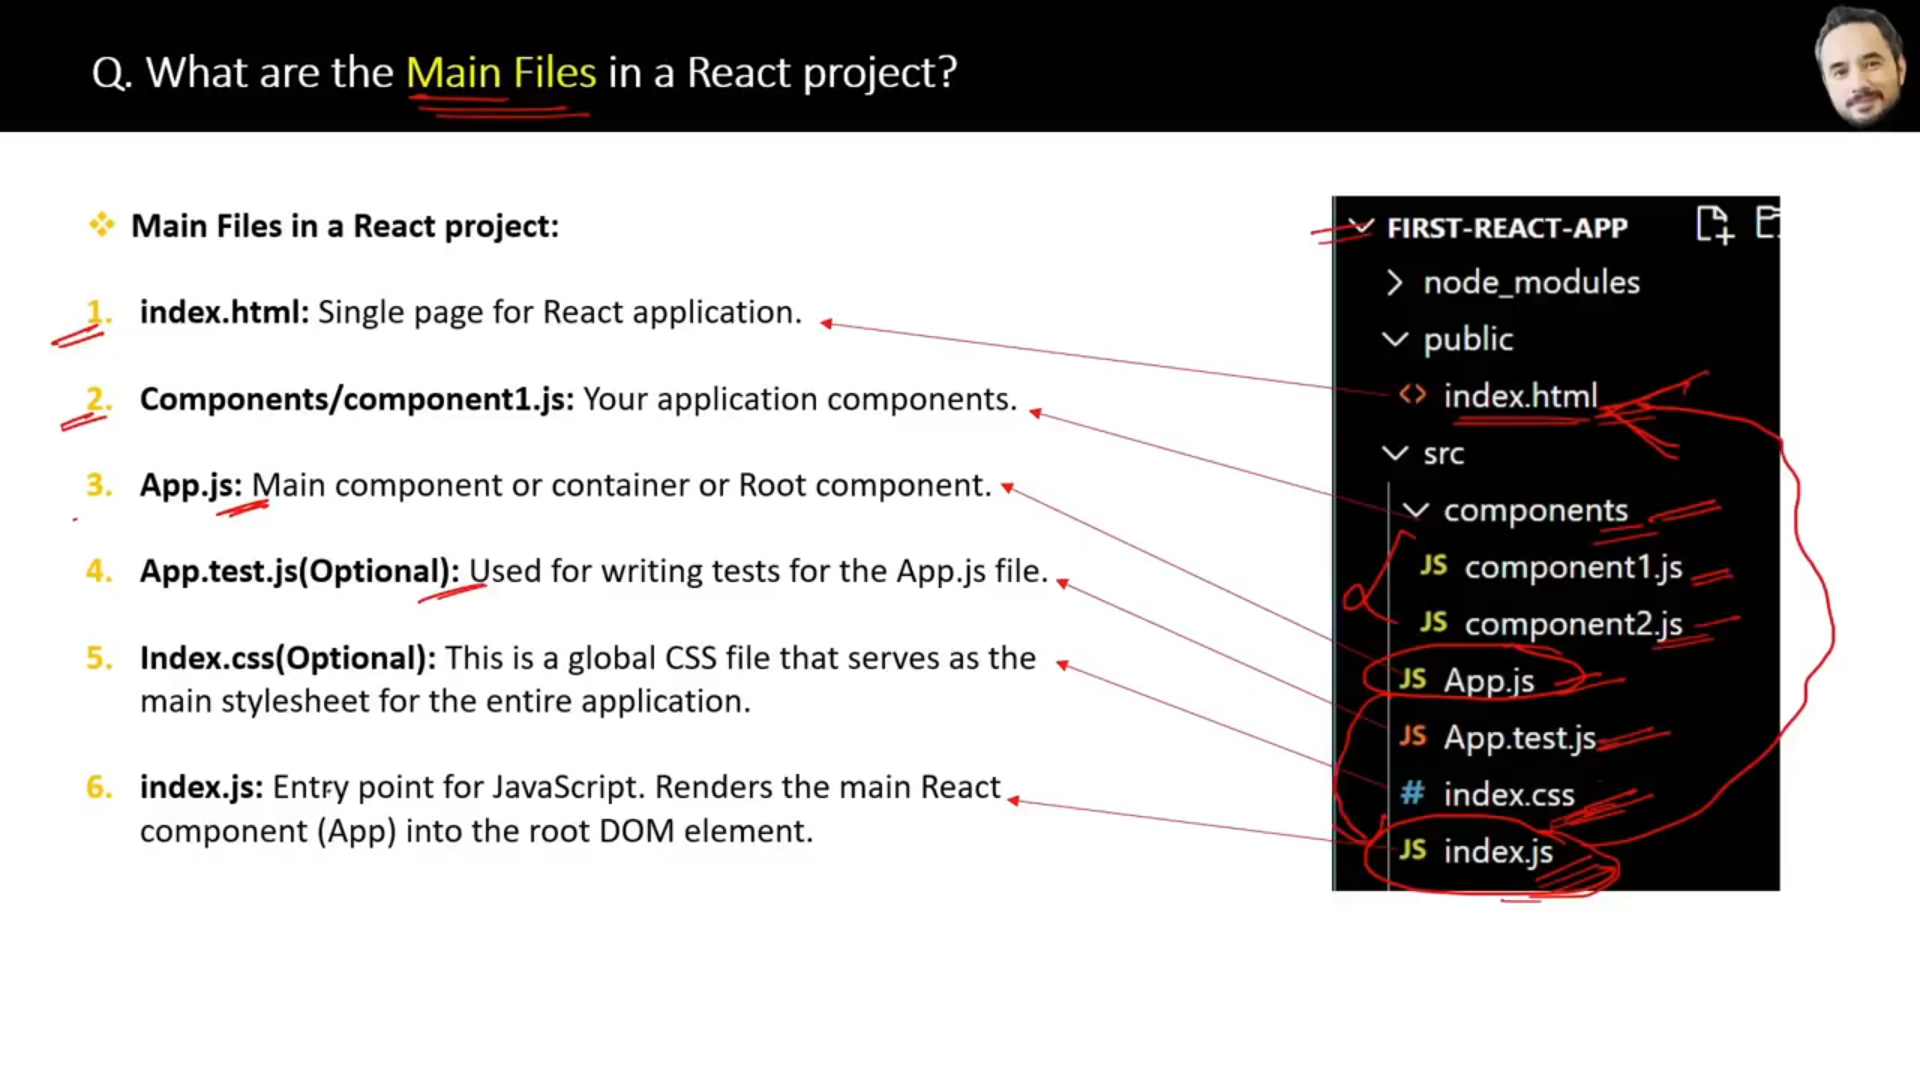 Q. What are the Main Files in a React project?
❖ Main Files in a React project:
1. index.html: Single page for React application.
2. Components/component1.js: Your application components.
3. App.js: Main component or container or Root component.
4. App.test.js(Optional): Used for writing tests for the App.js file.
5. Index.css(Optional): This is a global CSS file that serves as the
main stylesheet for the entire application.
6. index.js: Entry point for JavaScript. Renders the main React
component (App) into the root DOM element.
FIRST-REACT-APP
node_modules
public
<> index.html
src
components
JS component1.js
JS component2.js
JS App.js
JS App.test.js
# index.css
JS index.js